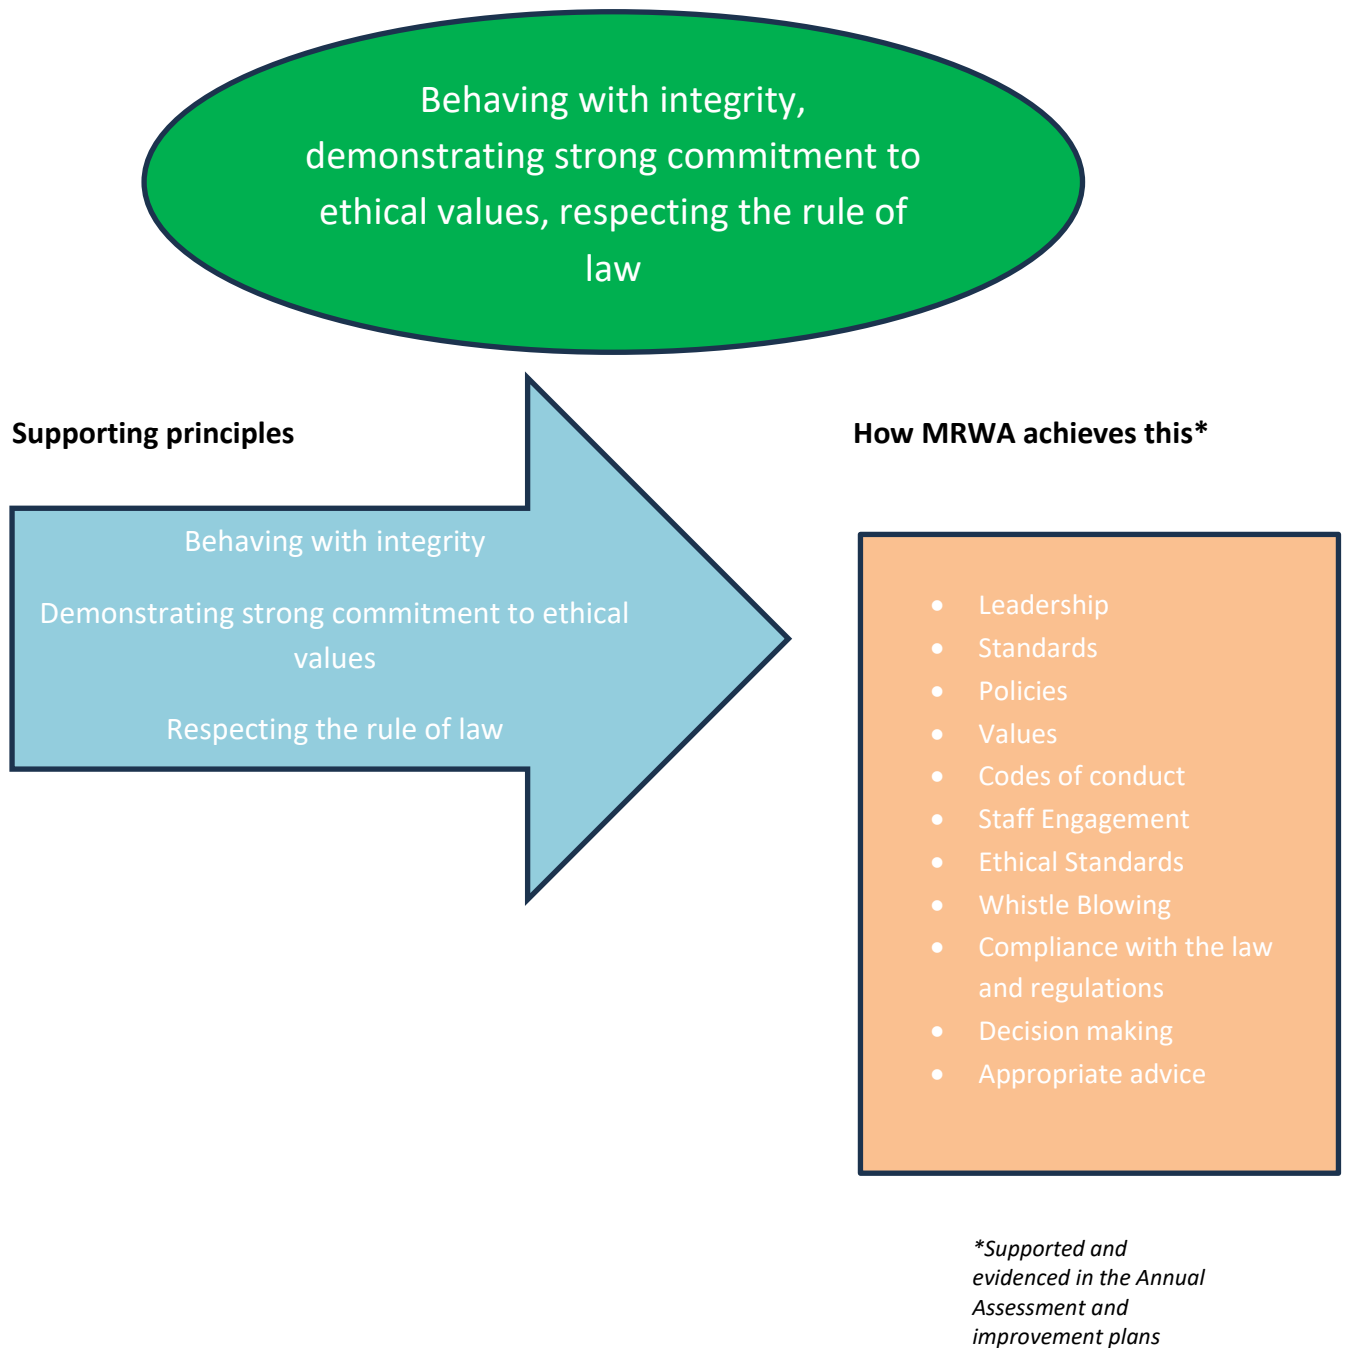 Behaving with integrity,
demonstrating strong commitment to
ethical values, respecting the rule of
law
Supporting principles
Behaving with integrity
Demonstrating strong commitment to ethical
values
Respecting the rule of law
How MRWA achieves this*
• Leadership
• Standards
• Policies
• Values
• Codes of conduct
• Staff Engagement
• Ethical Standards
• Whistle Blowing
• Compliance with the law
and regulations
• Decision making
• Appropriate advice
*Supported and
evidenced in the Annual
Assessment and
improvement plans